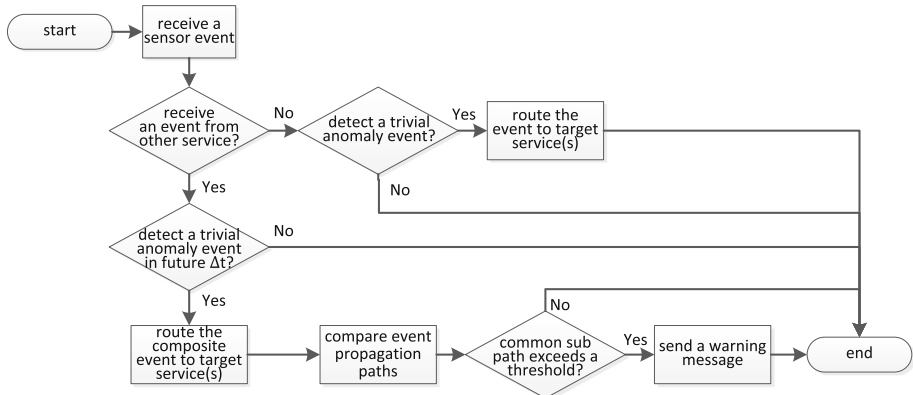 start
receive a
sensor event
receive
an event from
other service?
No
detect a trivial
anomaly event?
Yes
route the
event to target
service(s)
Yes
No
detect a trivial
anomaly event
in future Δt?
No
Yes
route the
composite
event to target
service(s)
compare event
propagation
paths
No
common sub
path exceeds a
threshold?
Yes
send a warning
message
end